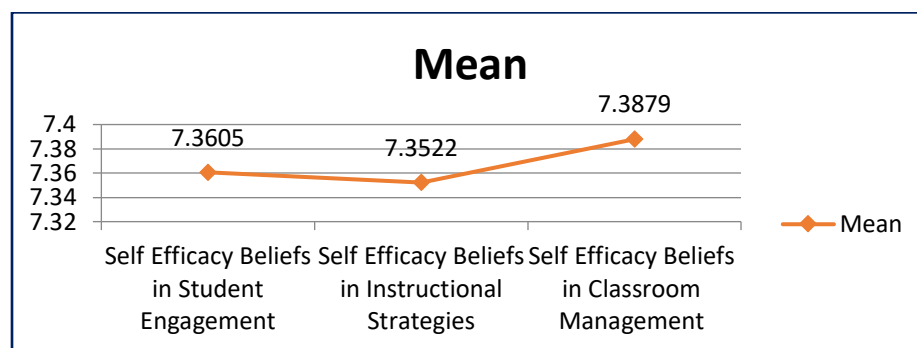 Mean
7.3879
7.4
7.3605
7.3522
7.38
7.36
7.34
7.32
Mean
Self Efficacy Beliefs
in Student
Engagement
Self Efficacy Beliefs
in Instructional
Strategies
Self Efficacy Beliefs
in Classroom
Management